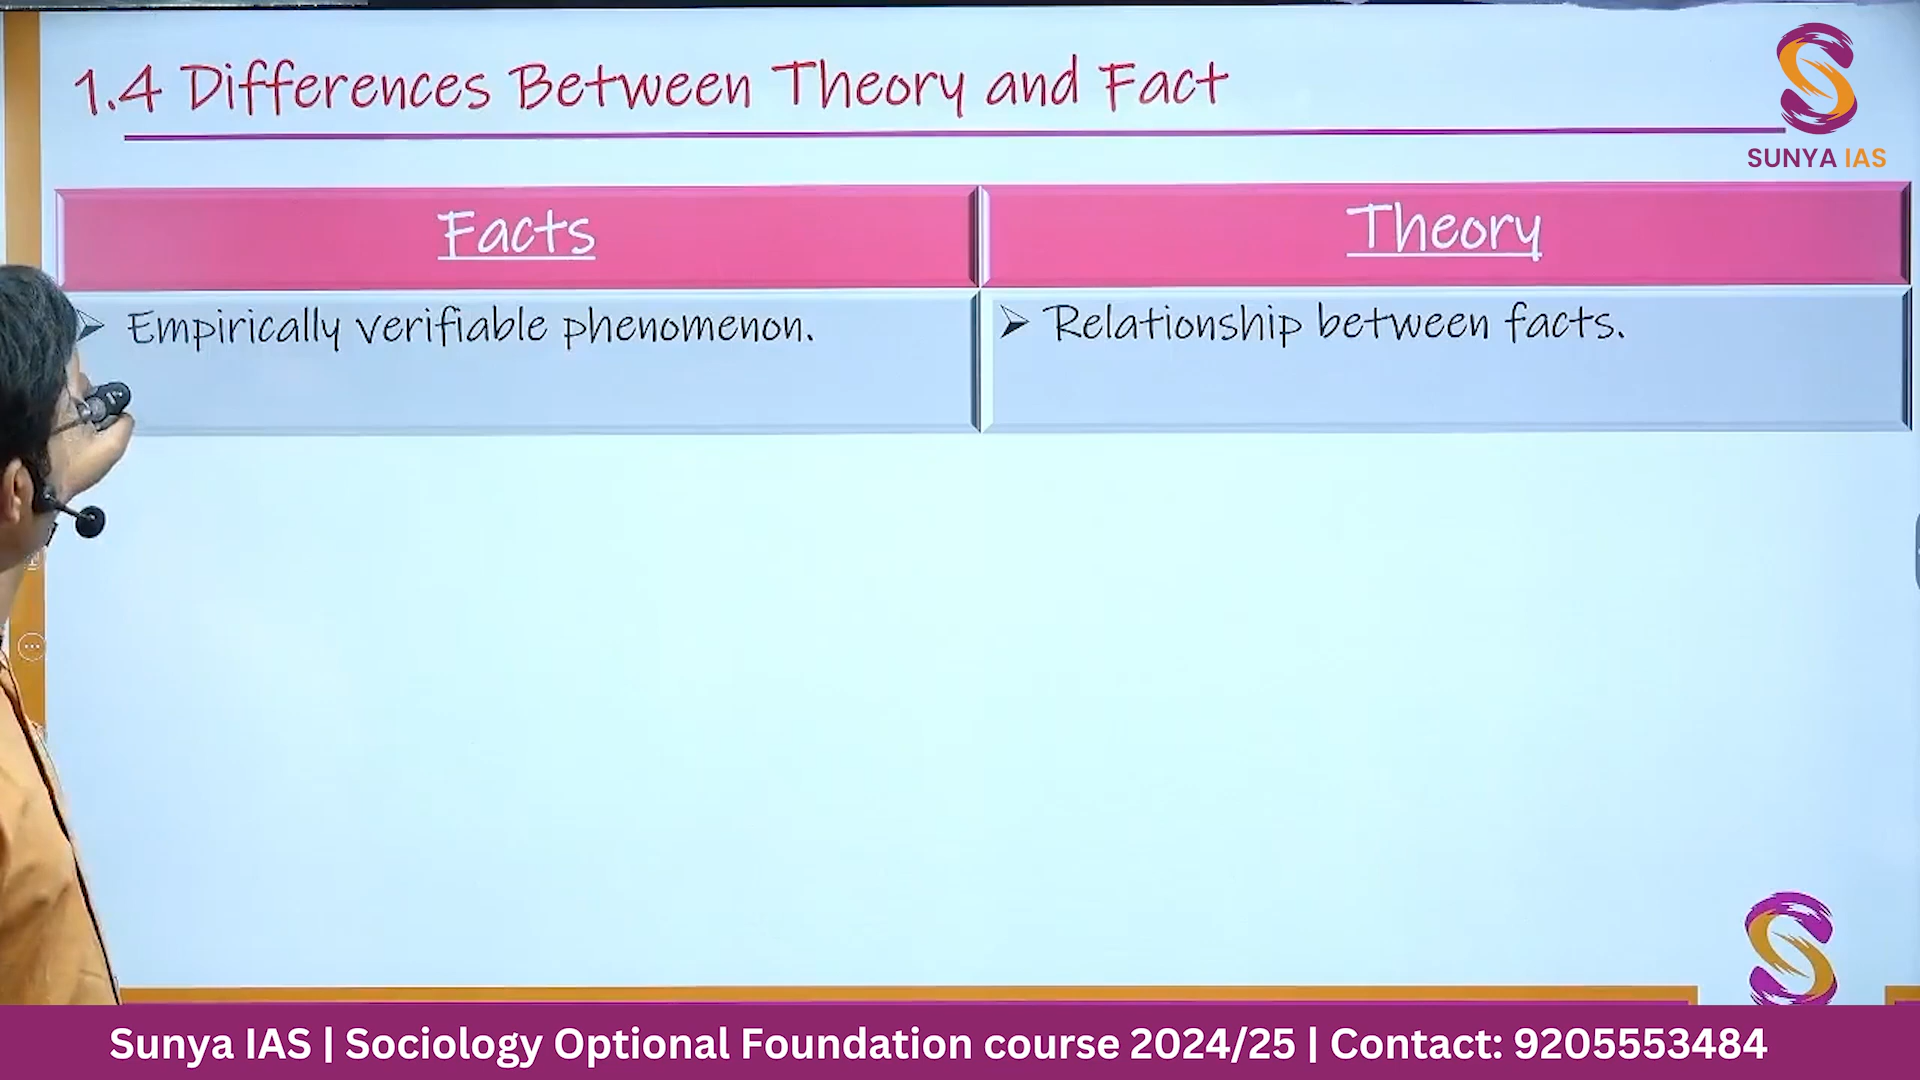 1.4 Differences Between Theory and Fact
SUNYA IAS
Facts
Theory
➢ Empirically verifiable phenomenon.
➢ Relationship between facts.
Sunya IAS | Sociology Optional Foundation course 2024/25 | Contact: 9205553484